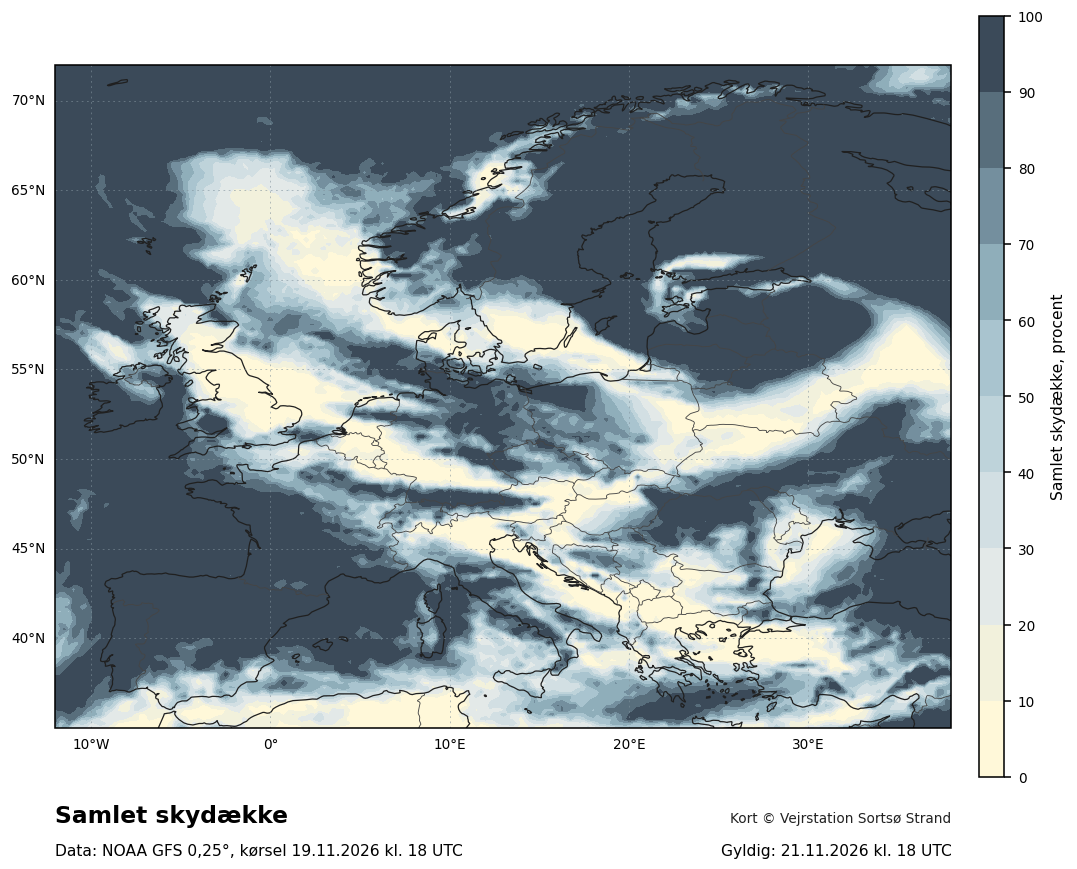 100
90
80
70
60
50
40
30
20
10
0
Samlet skydække, procent
70°N
65°N
60°N
55°N
50°N
45°N
40°N
10°W
0°
10°E
20°E
30°E
Samlet skydække
Kort © Vejrstation Sortsø Strand
Data: NOAA GFS 0,25°, kørsel 19.11.2026 kl. 18 UTC
Gyldig: 21.11.2026 kl. 18 UTC